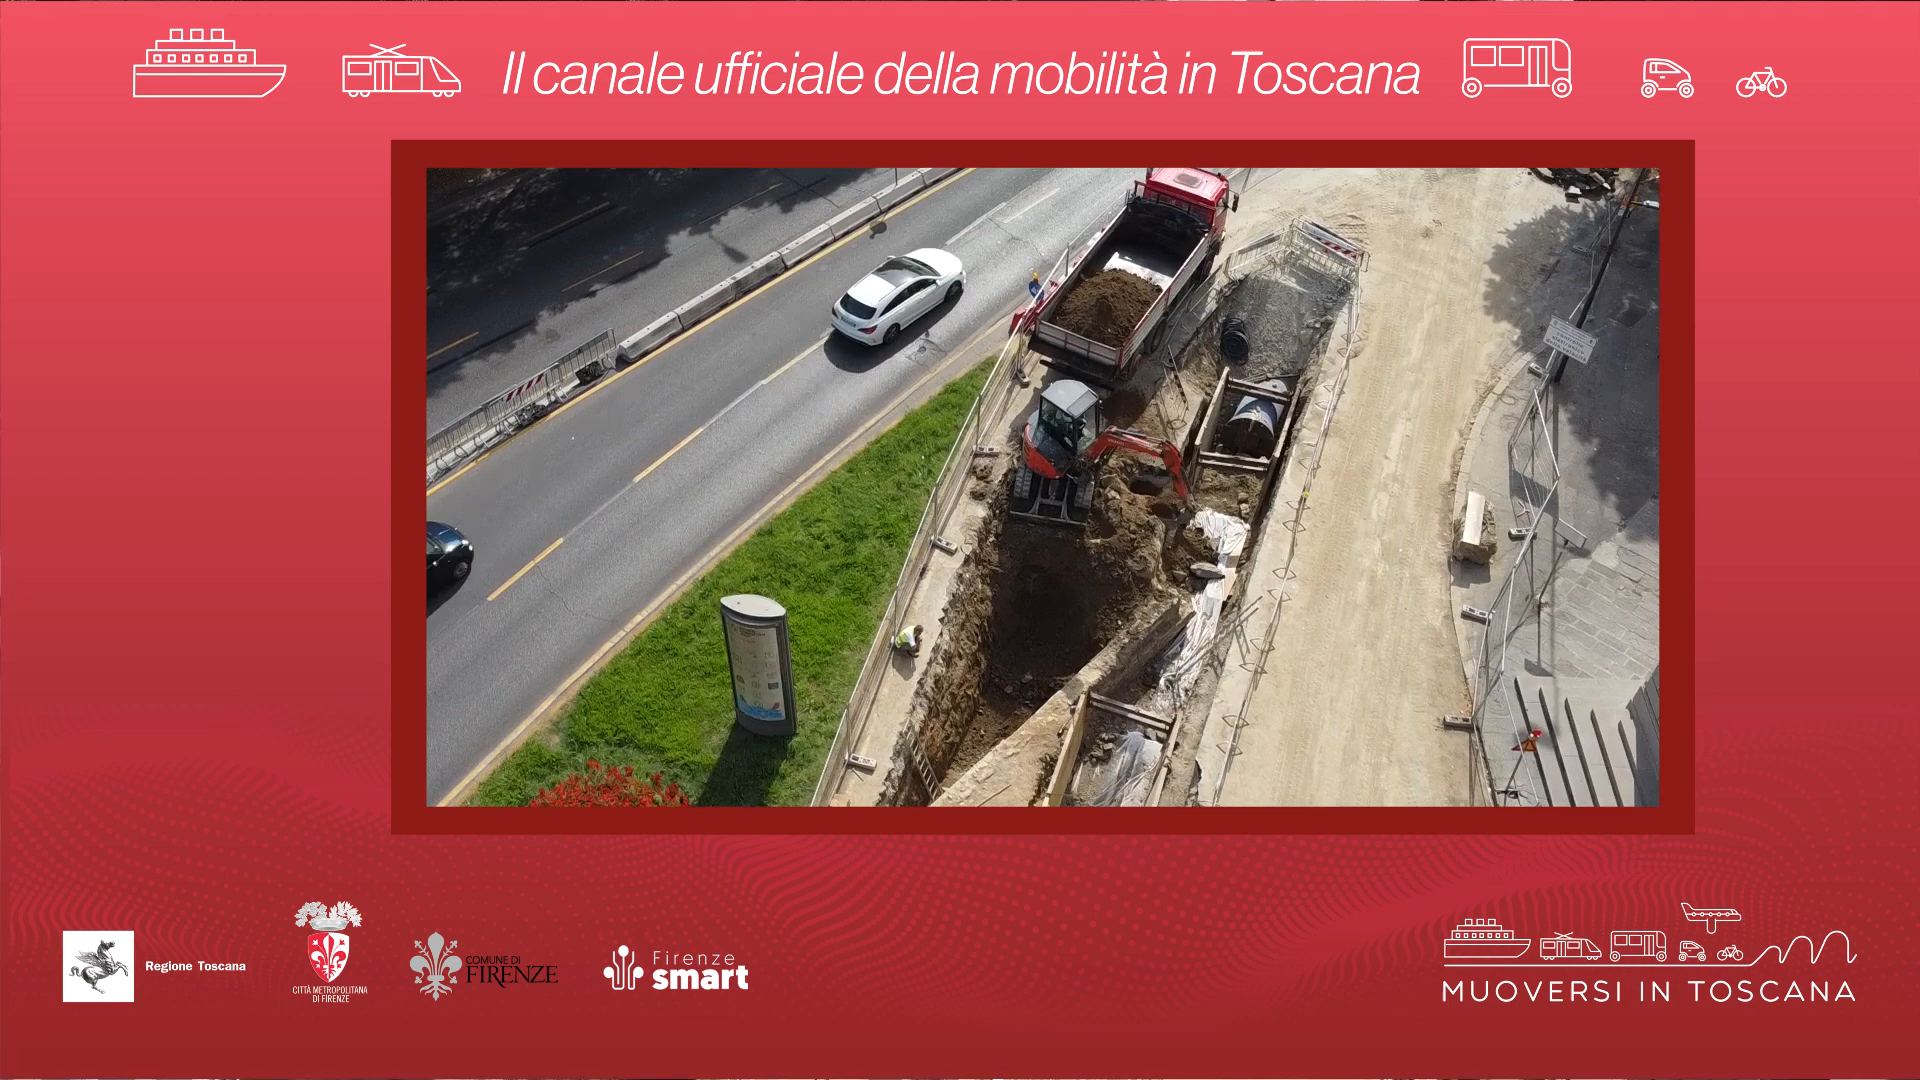 Il canale ufficiale della mobilità in Toscana
Regione Toscana
CITTÀ METROPOLITANA
DI FIRENZE
COMUNE DI
FIRENZE
Firenze
smart
MUOVERSI IN TOSCANA